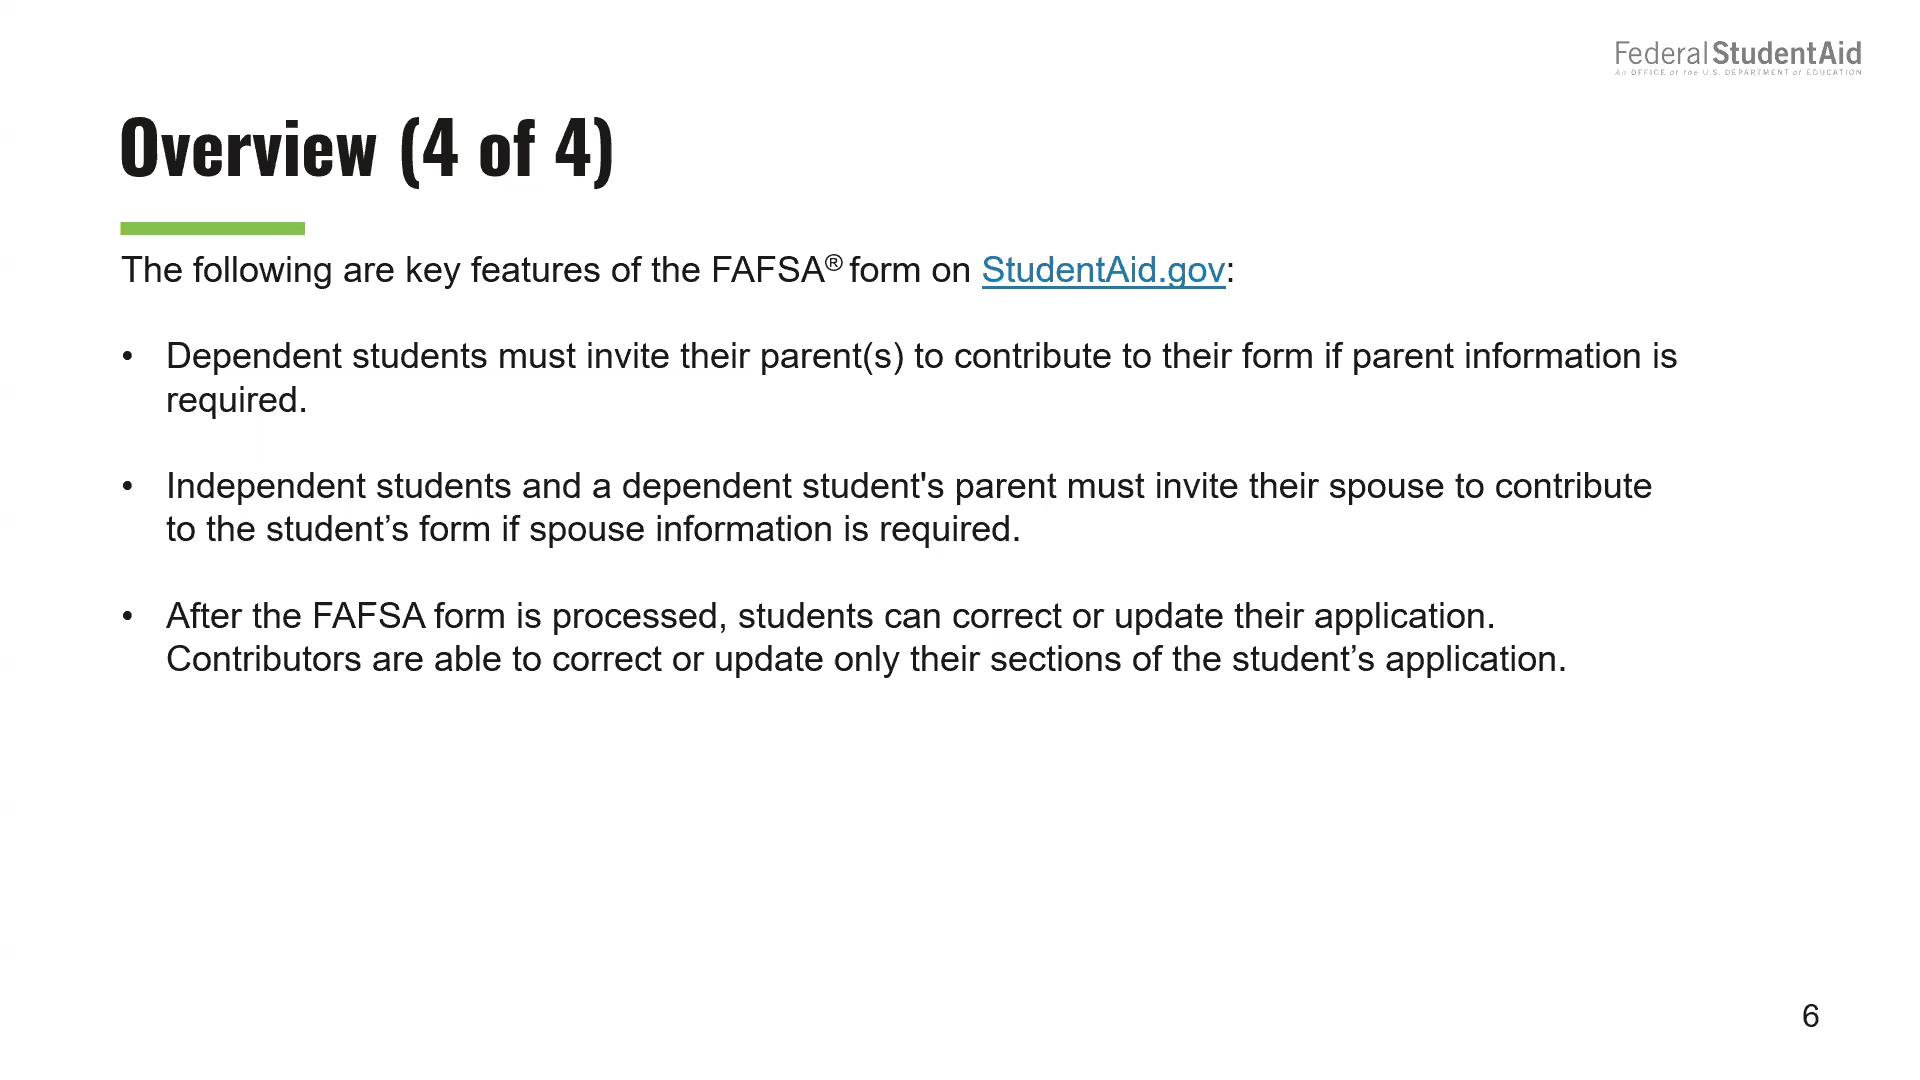 Federal StudentAid
An OFFICE of the U.S. DEPARTMENT of EDUCATION
Overview (4 of 4)
The following are key features of the FAFSA® form on StudentAid.gov:
• Dependent students must invite their parent(s) to contribute to their form if parent information is
required.
• Independent students and a dependent student's parent must invite their spouse to contribute
to the student’s form if spouse information is required.
• After the FAFSA form is processed, students can correct or update their application.
Contributors are able to correct or update only their sections of the student’s application.
6